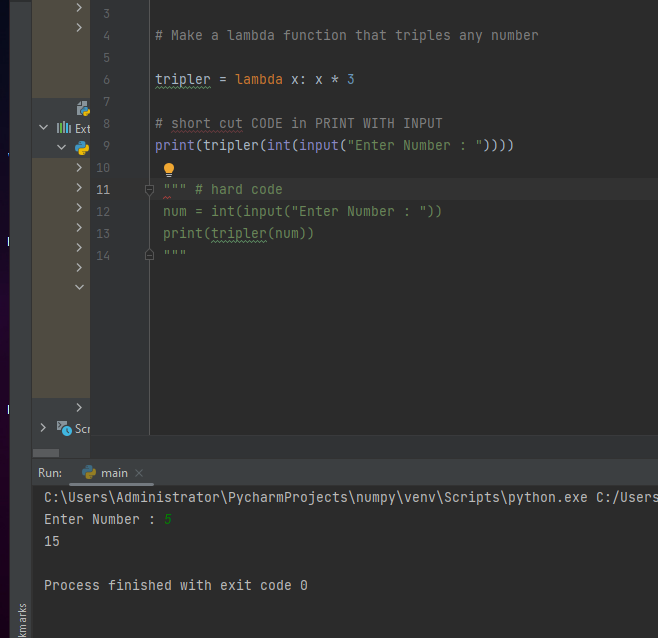 3
4 # Make a lambda function that triples any number
5
6 tripler = lambda x: x * 3
7
8 # short cut CODE in PRINT WITH INPUT
9 print(tripler(int(input("Enter Number : "))))
10
11 """ # hard code
12 num = int(input("Enter Number : "))
13 print(tripler(num))
14 """
Ext
Scr
Run: main ×
C:\Users\Administrator\PycharmProjects\numpy\venv\Scripts\python.exe C:/Users
Enter Number : 5
15
Process finished with exit code 0
kmarks